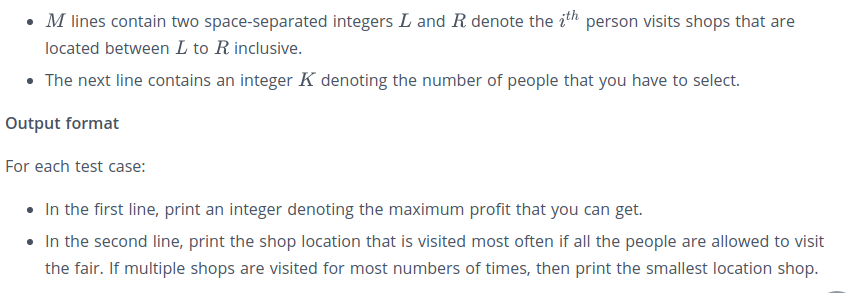 • M lines contain two space-separated integers L and R denote the i^th person visits shops that are
located between L to R inclusive.
• The next line contains an integer K denoting the number of people that you have to select.
Output format
For each test case:
• In the first line, print an integer denoting the maximum profit that you can get.
• In the second line, print the shop location that is visited most often if all the people are allowed to visit
the fair. If multiple shops are visited for most numbers of times, then print the smallest location shop.